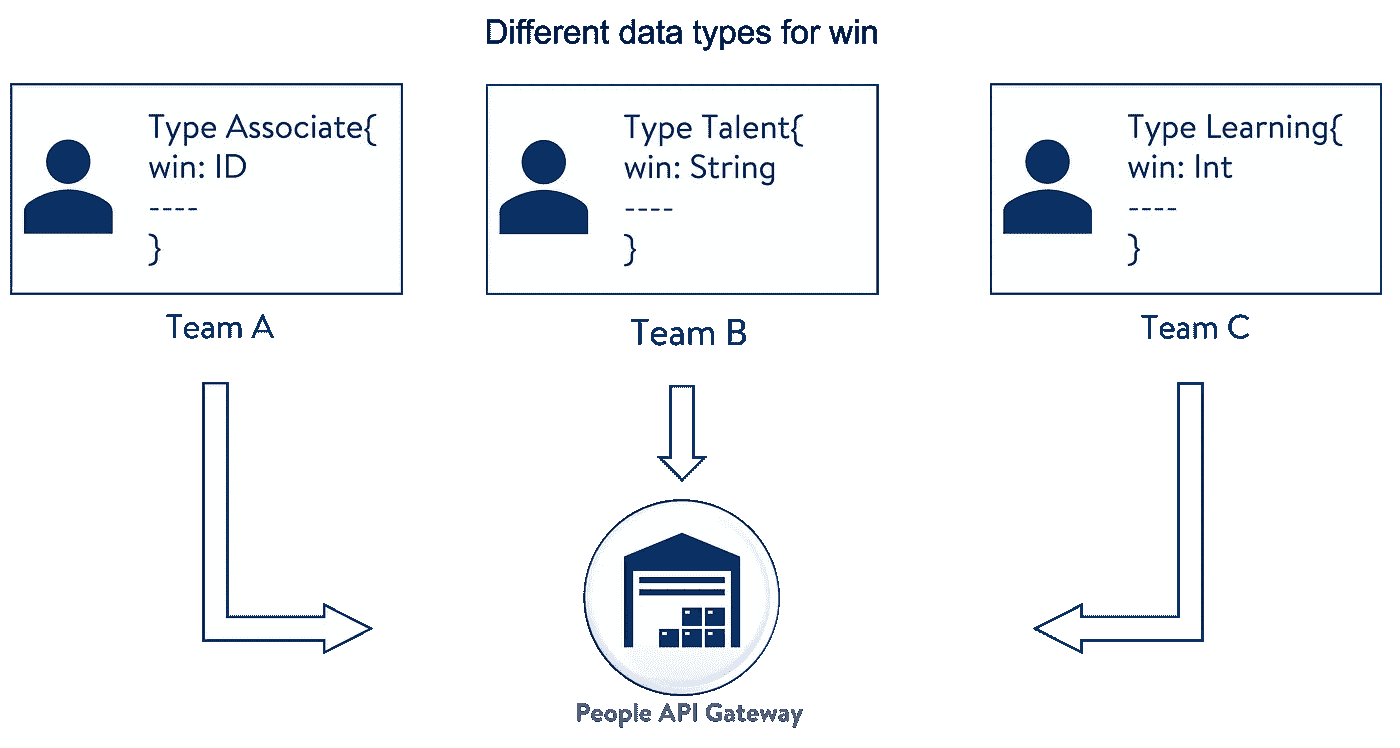 Different data types for win
Type Associate{
win: ID
----
}
Team A
Type Talent{
win: String
----
}
Team B
Type Learning{
win: Int
----
}
Team C
People API Gateway